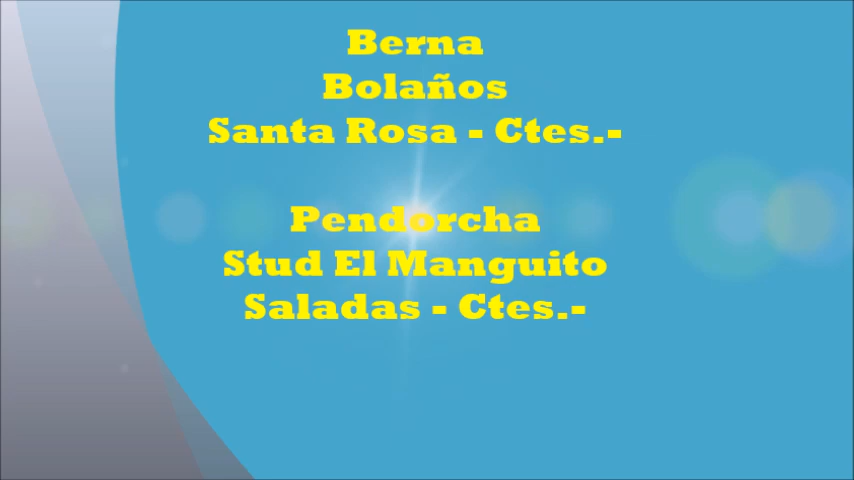 Berna
Bolaños
Santa Rosa - Ctes.-
Pendorcha
Stud El Manguito
Saladas - Ctes.-